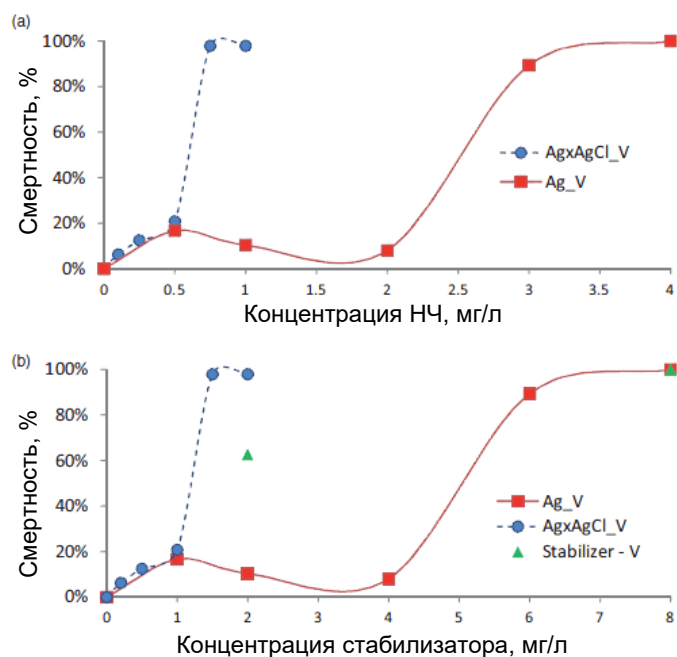 (a)
100%
80%
60%
40%
20%
0%
Смертность, %
AgxAgCl_V
Ag_V
0 0.5 1 1.5 2 2.5 3 3.5 4
Концентрация НЧ, мг/л
(b)
100%
80%
60%
40%
20%
0%
Смертность, %
Ag_V
AgxAgCl_V
Stabilizer - V
0 1 2 3 4 5 6 7 8
Концентрация стабилизатора, мг/л